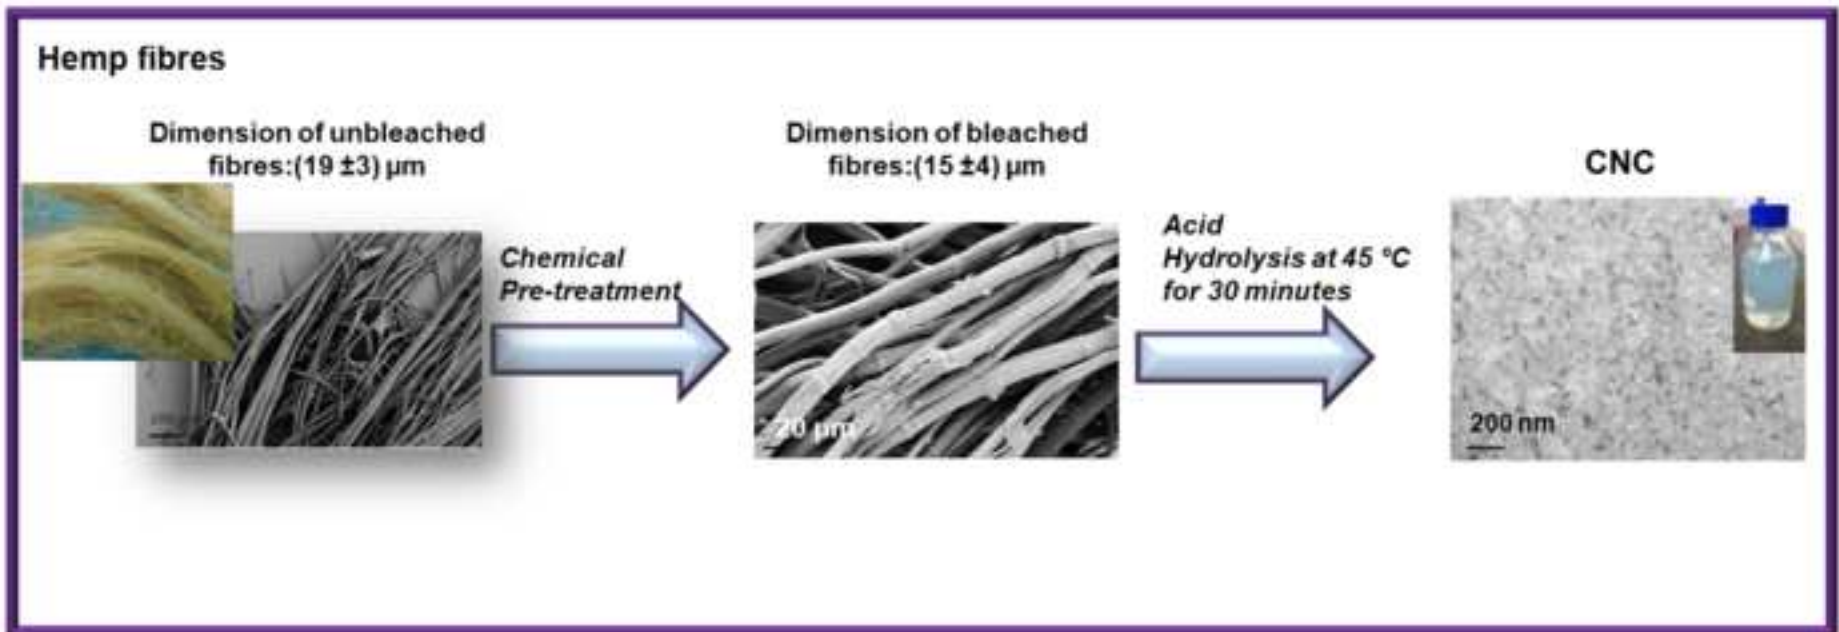 Hemp fibres
Dimension of unbleached
fibres:(19 ±3) µm
Dimension of bleached
fibres:(15 ±4) µm
CNC
Chemical
Pre-treatment
Acid
Hydrolysis at 45 °C
for 30 minutes
20 µm
200 nm